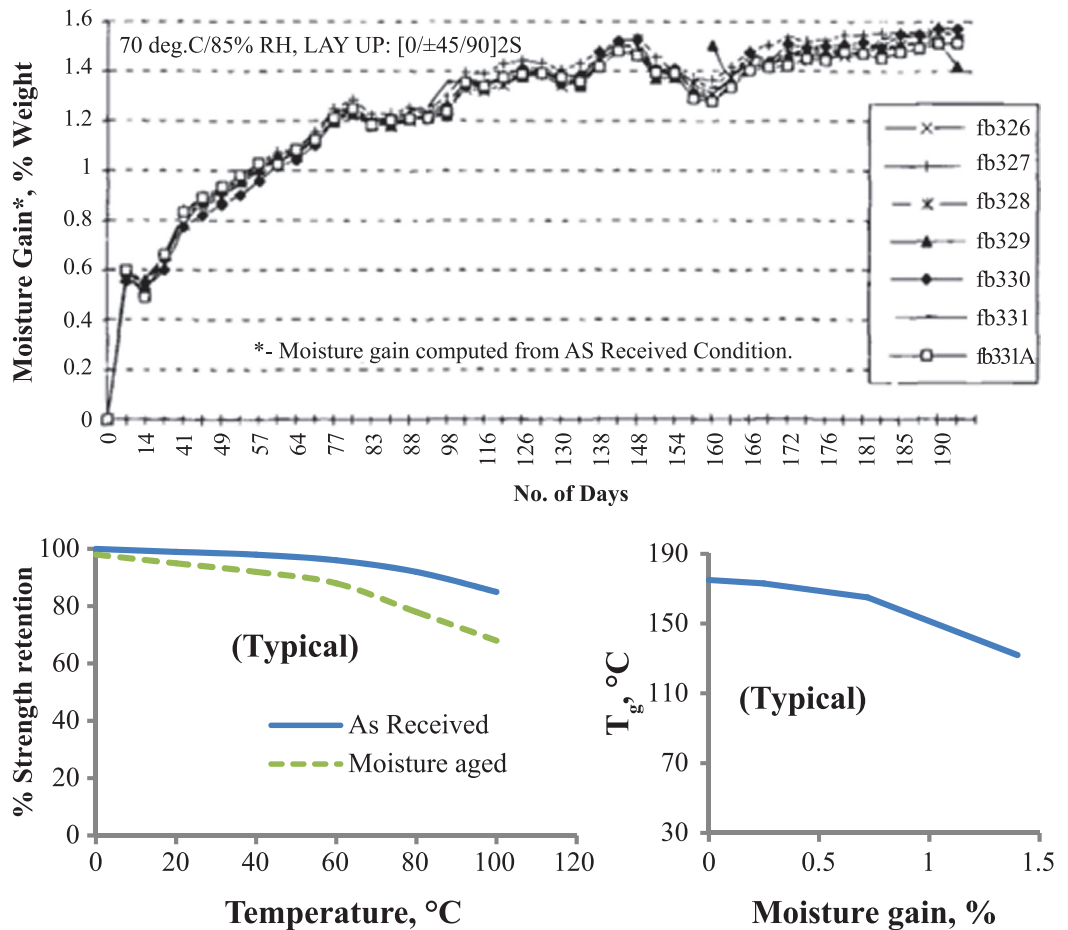 1.6
1.4
1.2
1
0.8
0.6
0.4
0.2
0
Moisture Gain*, % Weight
70 deg.C/85% RH, LAY UP: [0/±45/90]2S
*- Moisture gain computed from AS Received Condition.
fb326
fb327
fb328
fb329
fb330
fb331
fb331A
0 14 41 49 57 64 77 83 88 98 116 126 130 138 148 154 160 168 172 176 181 185 190
No. of Days
100
80
60
40
20
0
% Strength retention
(Typical)
As Received
Moisture aged
0 20 40 60 80 100 120
Temperature, °C
190
150
110
70
30
Tg, °C
(Typical)
0 0.5 1 1.5
Moisture gain, %